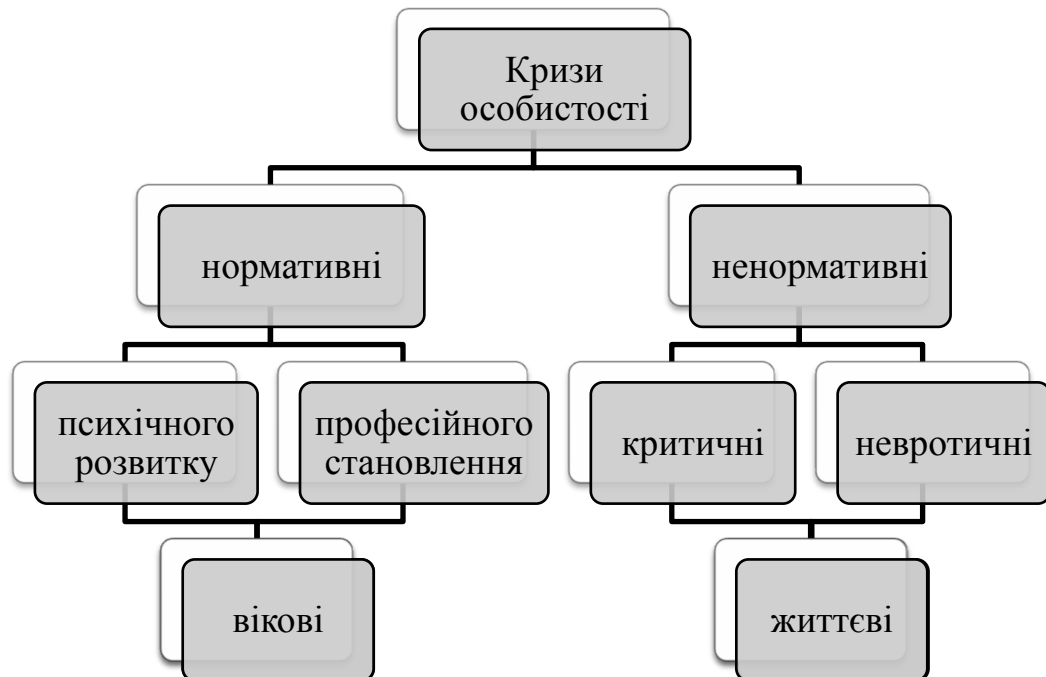 Кризи
особистості
нормативні
ненормативні
психічного
розвитку
професійного
становлення
критичні
невротичні
вікові
життєві